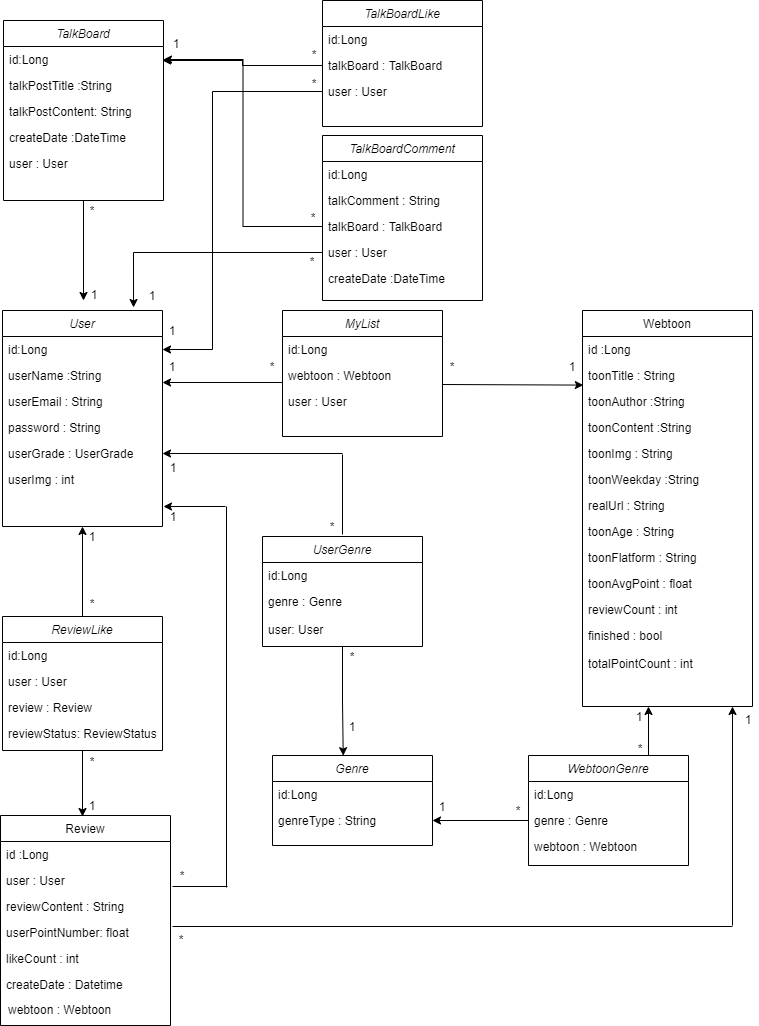 TalkBoard
id:Long
talkPostTitle :String
talkPostContent: String
createDate :DateTime
user : User
1
*
TalkBoardLike
id:Long
talkBoard : TalkBoard
user : User
*
*
TalkBoardComment
id:Long
talkComment : String
talkBoard : TalkBoard
user : User
createDate :DateTime
*
*
1
1
User
id:Long
userName :String
userEmail : String
password : String
userGrade : UserGrade
userImg : int
1
1
1
1
1
*
MyList
id:Long
webtoon : Webtoon
user : User
*
*
1
Webtoon
id :Long
toonTitle : String
toonAuthor :String
toonContent :String
toonImg : String
toonWeekday :String
realUrl : String
toonAge : String
toonFlatform : String
toonAvgPoint : float
reviewCount : int
finished : bool
totalPointCount : int
1
1
*
UserGenre
id:Long
genre : Genre
user: User
*
1
ReviewLike
id:Long
user : User
review : Review
reviewStatus: ReviewStatus
*
1
Genre
id:Long
genreType : String
1
*
*
WebtoonGenre
id:Long
genre : Genre
webtoon : Webtoon
Review
id :Long
user : User
reviewContent : String
userPointNumber: float
likeCount : int
createDate : Datetime
webtoon : Webtoon
*
*